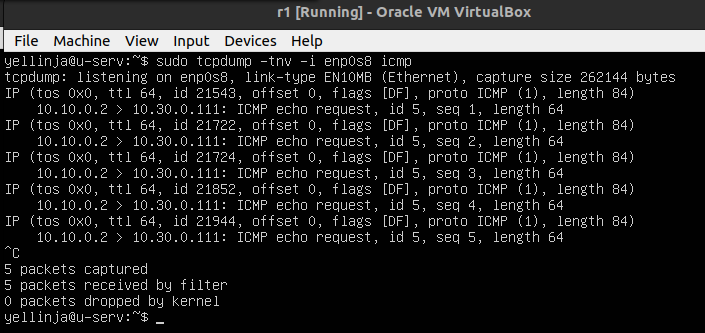 r1 [Running] - Oracle VM VirtualBox
File Machine View Input Devices Help
yellinja@u-serv:~$ sudo tcpdump -tnv -i enp0s8 icmp
tcpdump: listening on enp0s8, link-type EN10MB (Ethernet), capture size 262144 bytes
IP (tos 0x0, ttl 64, id 21543, offset 0, flags [DF], proto ICMP (1), length 84)
    10.10.0.2 > 10.30.0.111: ICMP echo request, id 5, seq 1, length 64
IP (tos 0x0, ttl 64, id 21722, offset 0, flags [DF], proto ICMP (1), length 84)
    10.10.0.2 > 10.30.0.111: ICMP echo request, id 5, seq 2, length 64
IP (tos 0x0, ttl 64, id 21724, offset 0, flags [DF], proto ICMP (1), length 84)
    10.10.0.2 > 10.30.0.111: ICMP echo request, id 5, seq 3, length 64
IP (tos 0x0, ttl 64, id 21852, offset 0, flags [DF], proto ICMP (1), length 84)
    10.10.0.2 > 10.30.0.111: ICMP echo request, id 5, seq 4, length 64
IP (tos 0x0, ttl 64, id 21944, offset 0, flags [DF], proto ICMP (1), length 84)
    10.10.0.2 > 10.30.0.111: ICMP echo request, id 5, seq 5, length 64
^C
5 packets captured
5 packets received by filter
0 packets dropped by kernel
yellinja@u-serv:~$ _